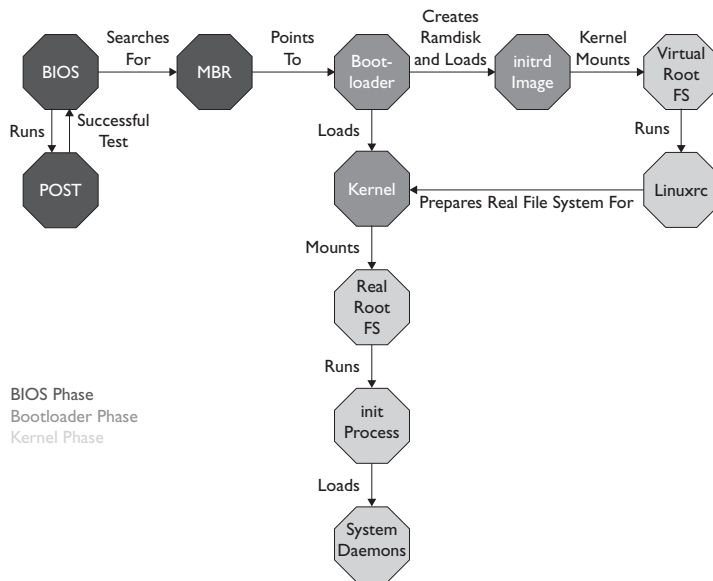 BIOS
Searches
For
MBR
Points
To
Boot-
loader
Creates
Ramdisk
and Loads
initrd
Image
Kernel
Mounts
Virtual
Root
FS
Runs
Successful
Test
POST
Loads
Kernel
Runs
Linuxrc
Prepares Real File System For
Mounts
Real
Root
FS
Runs
init
Process
Loads
System
Daemons
BIOS Phase
Bootloader Phase
Kernel Phase